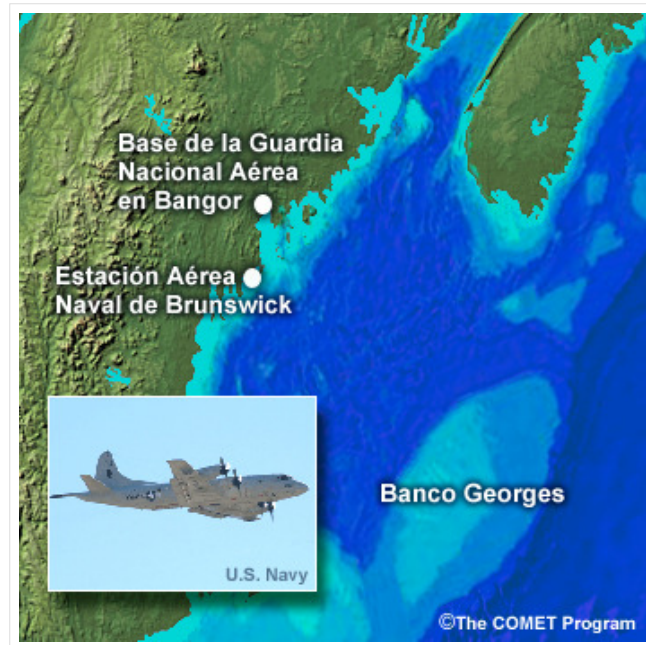 Base de la Guardia
Nacional Aérea
en Bangor
Estación Aérea
Naval de Brunswick
Banco Georges
U.S. Navy
©The COMET Program